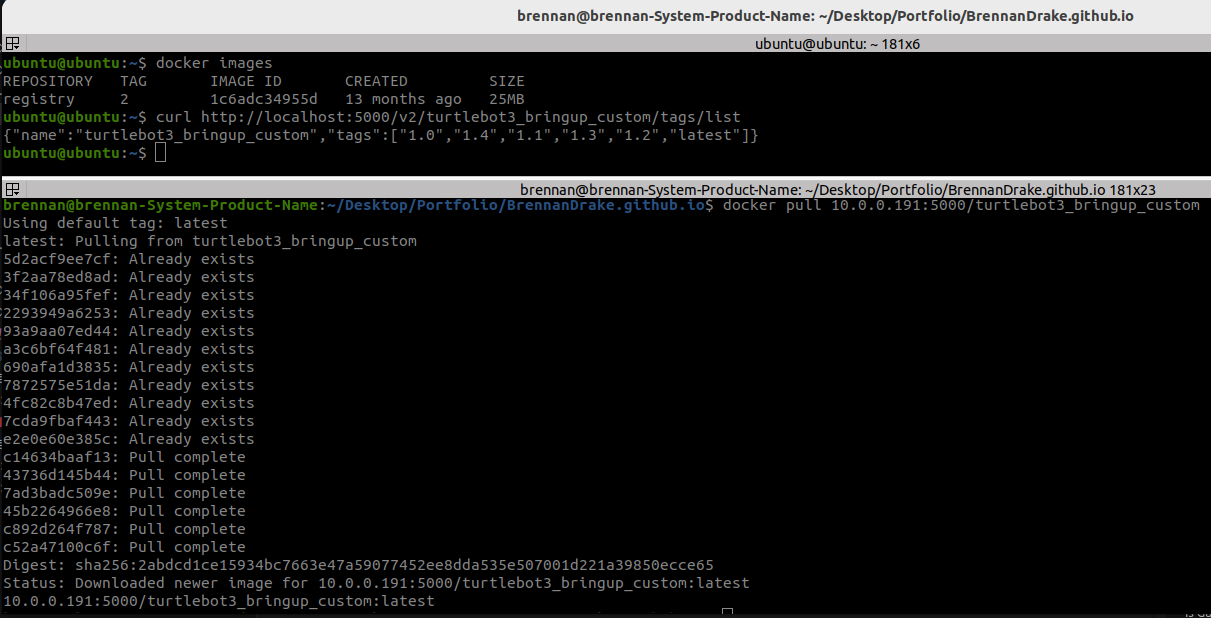 brennan@brennan-System-Product-Name: ~/Desktop/Portfolio/BrennanDrake.github.io
ubuntu@ubuntu: ~ 181x6
ubuntu@ubuntu:~$ docker images
REPOSITORY   TAG       IMAGE ID       CREATED         SIZE
registry     2         1c6adc34955d   13 months ago   25MB
ubuntu@ubuntu:~$ curl http://localhost:5000/v2/turtlebot3_bringup_custom/tags/list
{"name":"turtlebot3_bringup_custom","tags":["1.0","1.4","1.1","1.3","1.2","latest"]}
ubuntu@ubuntu:~$
brennan@brennan-System-Product-Name: ~/Desktop/Portfolio/BrennanDrake.github.io 181x23
brennan@brennan-System-Product-Name:~/Desktop/Portfolio/BrennanDrake.github.io$ docker pull 10.0.0.191:5000/turtlebot3_bringup_custom
Using default tag: latest
latest: Pulling from turtlebot3_bringup_custom
5d2acf9ee7cf: Already exists
3f2aa78ed8ad: Already exists
34f106a95fef: Already exists
2293949a6253: Already exists
93a9aa07ed44: Already exists
a3c6bf64f481: Already exists
690afa1d3835: Already exists
7872575e51da: Already exists
4fc82c8b47ed: Already exists
7cda9fbaf443: Already exists
e2e0e60e385c: Already exists
c14634baaf13: Pull complete
43736d145b44: Pull complete
7ad3badc509e: Pull complete
45b2264966e8: Pull complete
c892d264f787: Pull complete
c52a47100c6f: Pull complete
Digest: sha256:2abdcd1ce15934bc7663e47a59077452ee8dda535e507001d221a39850ecce65
Status: Downloaded newer image for 10.0.0.191:5000/turtlebot3_bringup_custom:latest
10.0.0.191:5000/turtlebot3_bringup_custom:latest